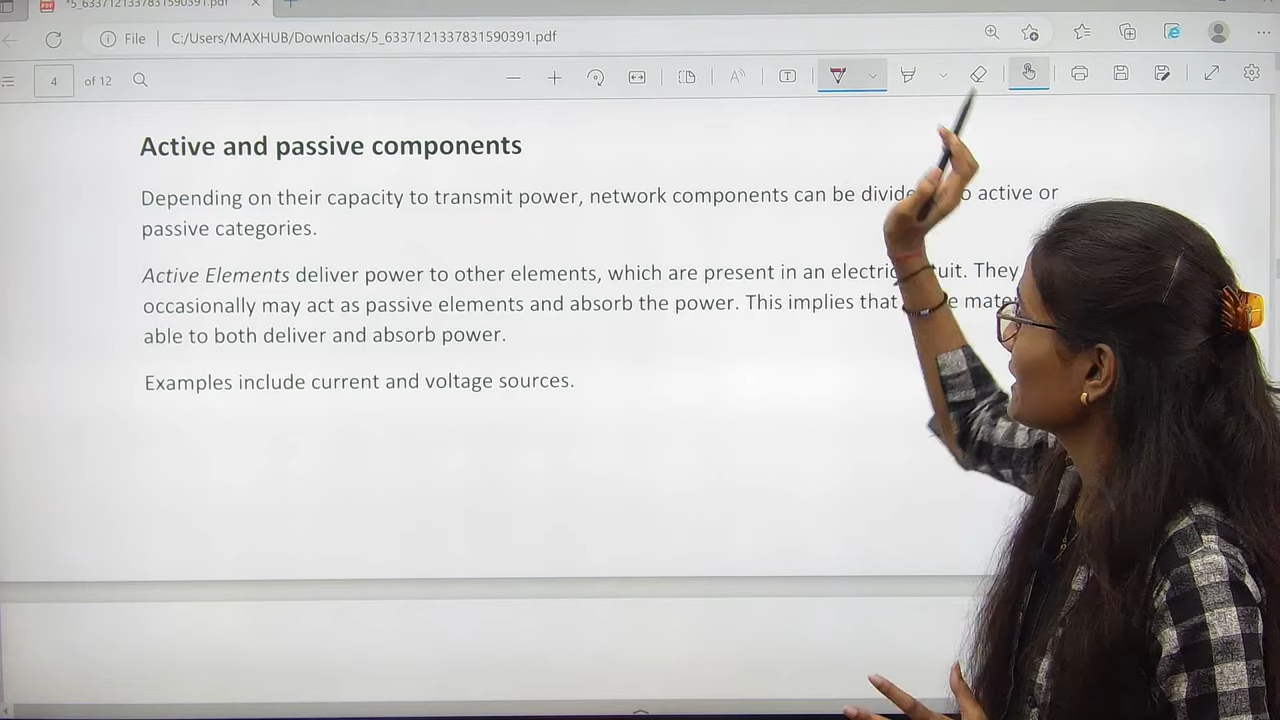 *5_6337121337831590391.pdf
File | C:/Users/MAXHUB/Downloads/5_6337121337831590391.pdf
4 of 12
Active and passive components
Depending on their capacity to transmit power, network components can be active or
passive categories.
Active Elements deliver power to other elements, which are present in an They
occasionally may act as passive elements and absorb the power. This implies that
able to both deliver and absorb power.
Examples include current and voltage sources.